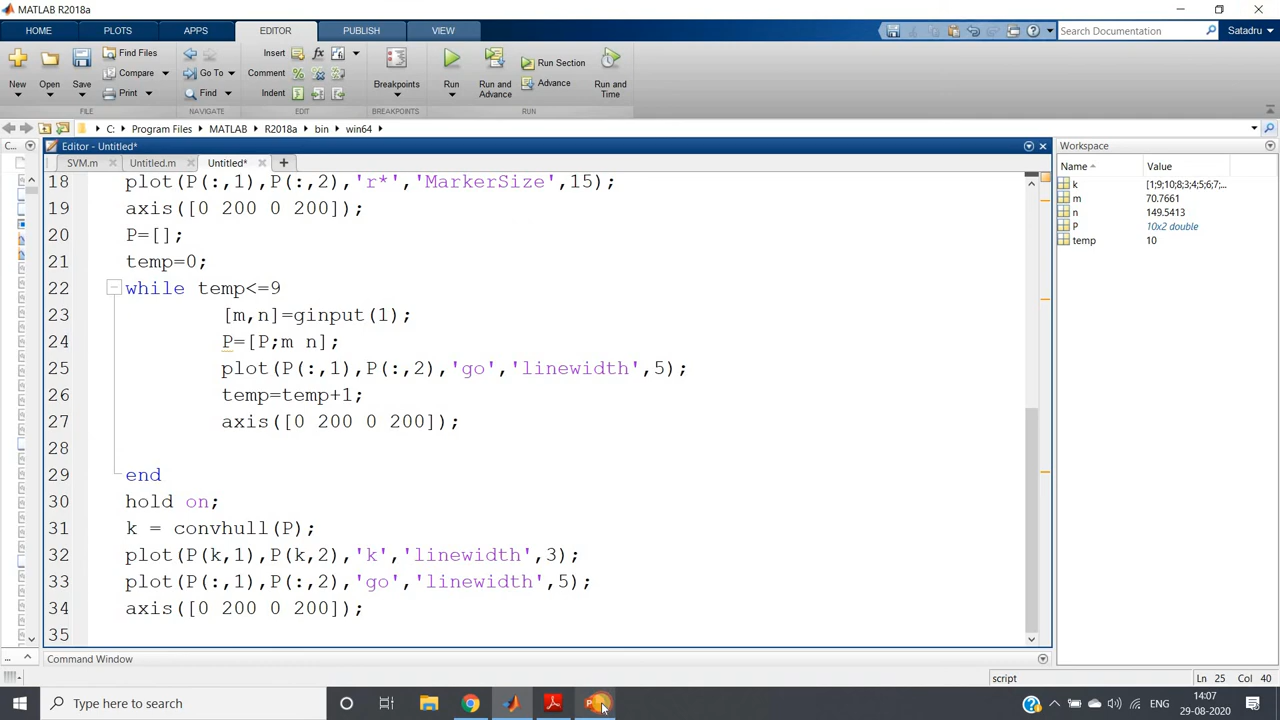 MATLAB R2018a
HOME PLOTS APPS EDITOR PUBLISH VIEW
Search Documentation Satadru
New Open Save Find Files Compare Print
Go To Find
Insert fx Comment Indent
Breakpoints
Run Run and Advance Run Section Advance Run and Time
FILE NAVIGATE EDIT BREAKPOINTS RUN
C: Program Files MATLAB R2018a bin win64
C... Editor - Untitled* Workspace
SVM.m Untitled.m Untitled* Name Value
18 plot(P(:,1),P(:,2),'r*','MarkerSize',15);
19 axis([0 200 0 200]);
20 P=[];
21 temp=0;
22 while temp<=9
23 [m,n]=ginput(1);
24 P=[P;m n];
25 plot(P(:,1),P(:,2),'go','linewidth',5);
26 temp=temp+1;
27 axis([0 200 0 200]);
28
29 end
30 hold on;
31 k = convhull(P);
32 plot(P(k,1),P(k,2),'k','linewidth',3);
33 plot(P(:,1),P(:,2),'go','linewidth',5);
34 axis([0 200 0 200]);
35
k [1;9;10;8;3;4;5;6;7;...
m 70.7661
n 149.5413
P 10x2 double
temp 10
... Command Window
script Ln 25 Col 40
Type here to search
ENG 14:07
29-08-2020